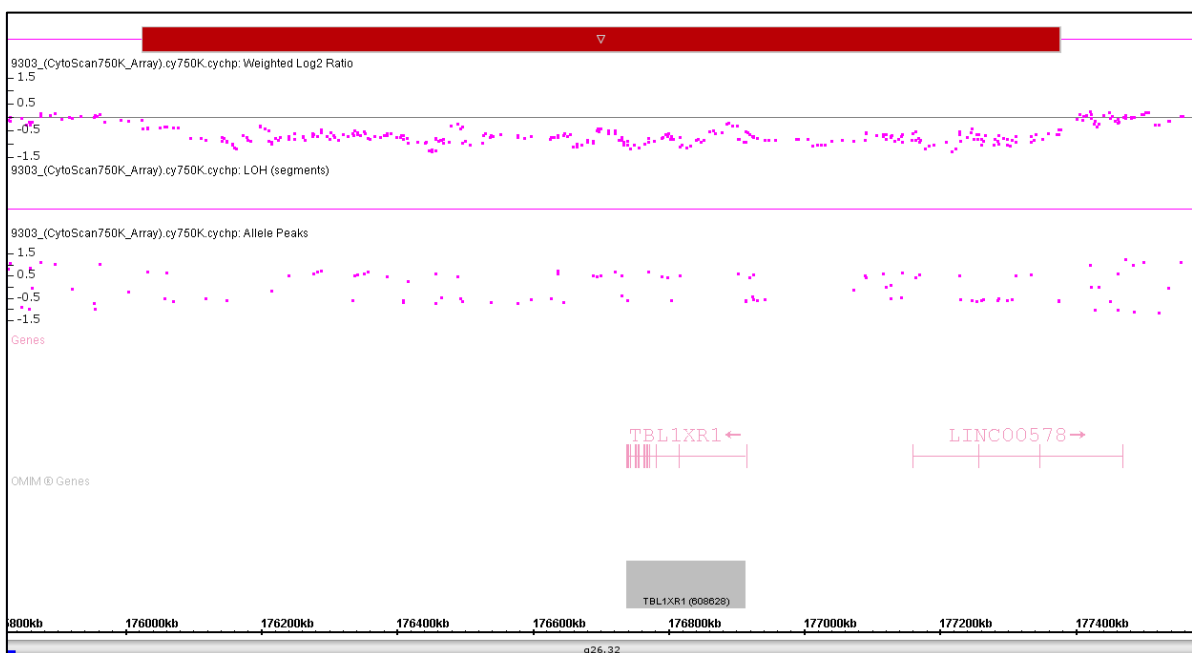 9303_(CytoScan750K_Array).cy750K.cychp: Weighted Log2 Ratio
1.5
0.5
-0.5
-1.5
9303_(CytoScan750K_Array).cy750K.cychp: LOH (segments)
9303_(CytoScan750K_Array).cy750K.cychp: Allele Peaks
1.5
0.5
-0.5
-1.5
Genes
TBL1XR1← LINC00578→
OMIM ® Genes
TBL1XR1 (608628)
5800kb 176000kb 176200kb 176400kb 176600kb 176800kb 177000kb 177200kb 177400kb
q26.32